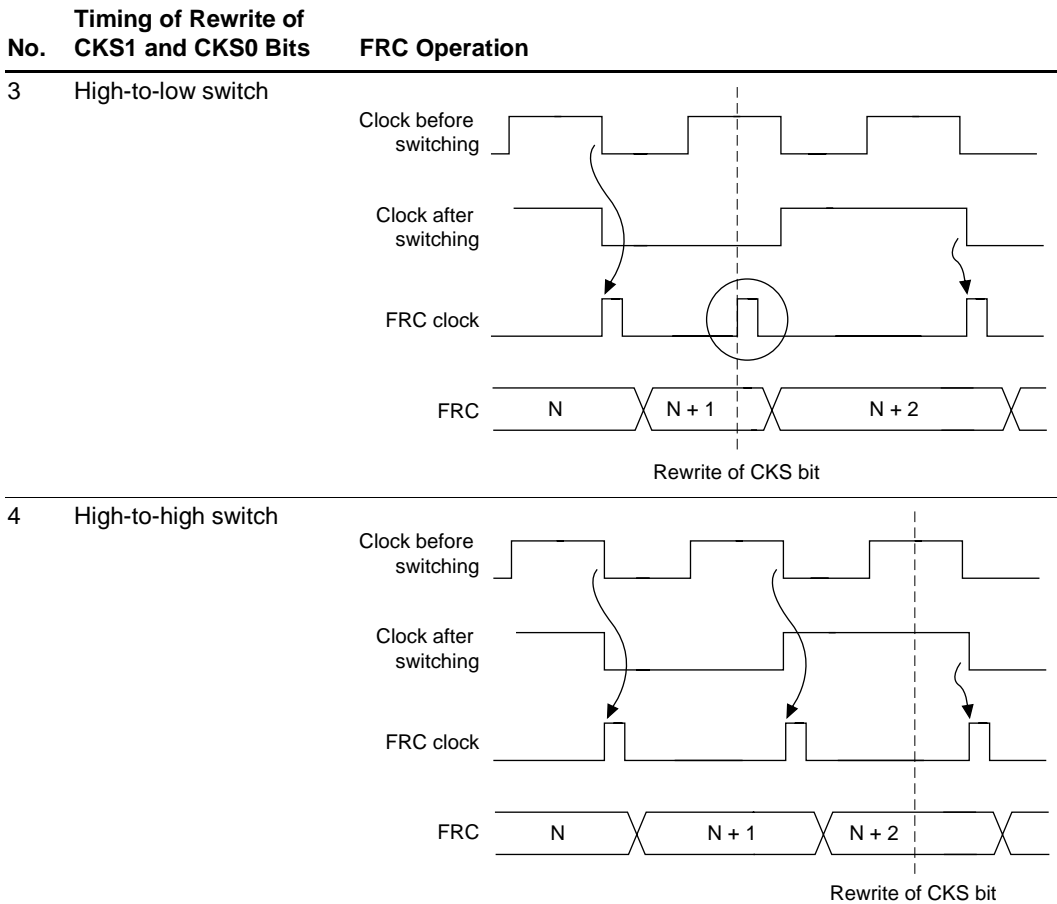 Timing of Rewrite of
No. CKS1 and CKS0 Bits FRC Operation
3 High-to-low switch
Clock before
switching
Clock after
switching
FRC clock
FRC N N + 1 N + 2
Rewrite of CKS bit
4 High-to-high switch
Clock before
switching
Clock after
switching
FRC clock
FRC N N + 1 N + 2
Rewrite of CKS bit